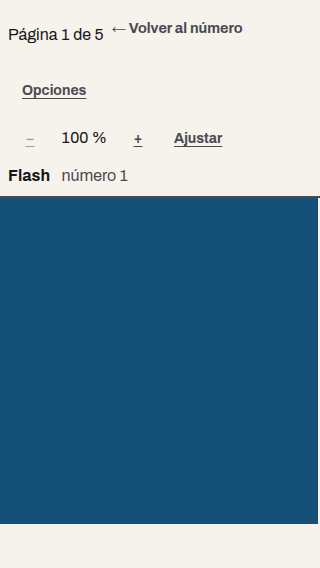 Página 1 de 5 ←Volver al número
Opciones
− 100 % + Ajustar
Flash número 1